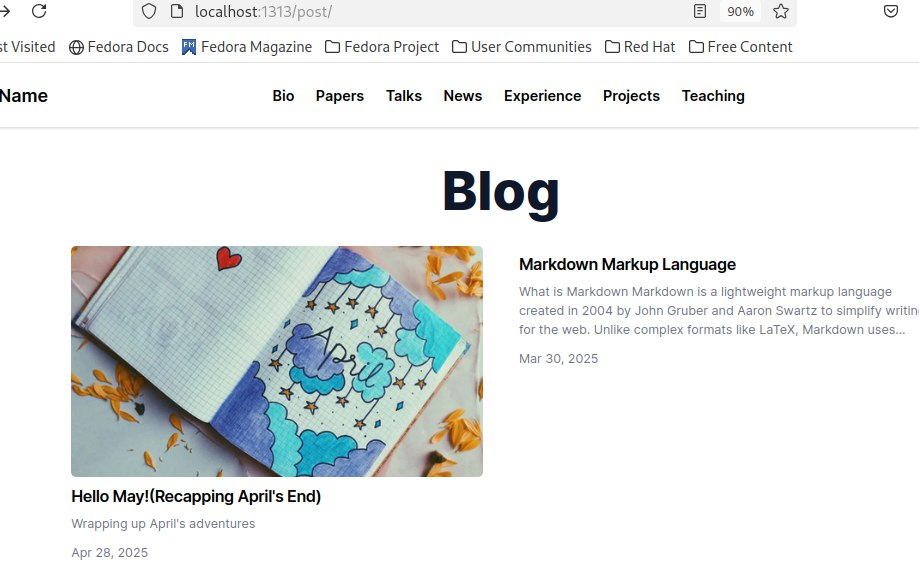 localhost:1313/post/
90%
st Visited Fedora Docs FM Fedora Magazine Fedora Project User Communities Red Hat Free Content
Name Bio Papers Talks News Experience Projects Teaching
Blog
April
Hello May!(Recapping April's End)
Wrapping up April's adventures
Apr 28, 2025
Markdown Markup Language
What is Markdown Markdown is a lightweight markup language
created in 2004 by John Gruber and Aaron Swartz to simplify writing
for the web. Unlike complex formats like LaTeX, Markdown uses...
Mar 30, 2025